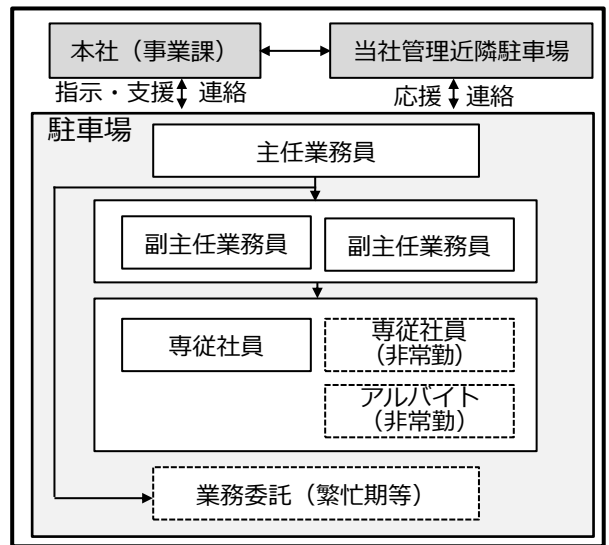 本社（事業課）
当社管理近隣駐車場
指示・支援 連絡
応援 連絡
駐車場
主任業務員
副主任業務員
副主任業務員
専従社員
専従社員
（非常勤）
アルバイト
（非常勤）
業務委託（繁忙期等）